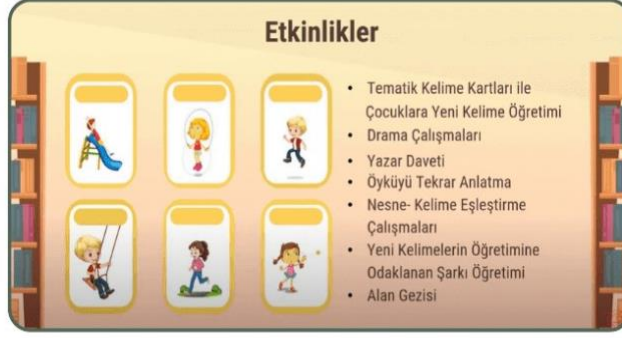 Etkinlikler
• Tematik Kelime Kartları ile
Çocuklara Yeni Kelime Öğretimi
• Drama Çalışmaları
• Yazar Daveti
• Öyküyü Tekrar Anlatma
• Nesne- Kelime Eşleştirme
Çalışmaları
• Yeni Kelimelerin Öğretimine
Odaklanan Şarkı Öğretimi
• Alan Gezisi